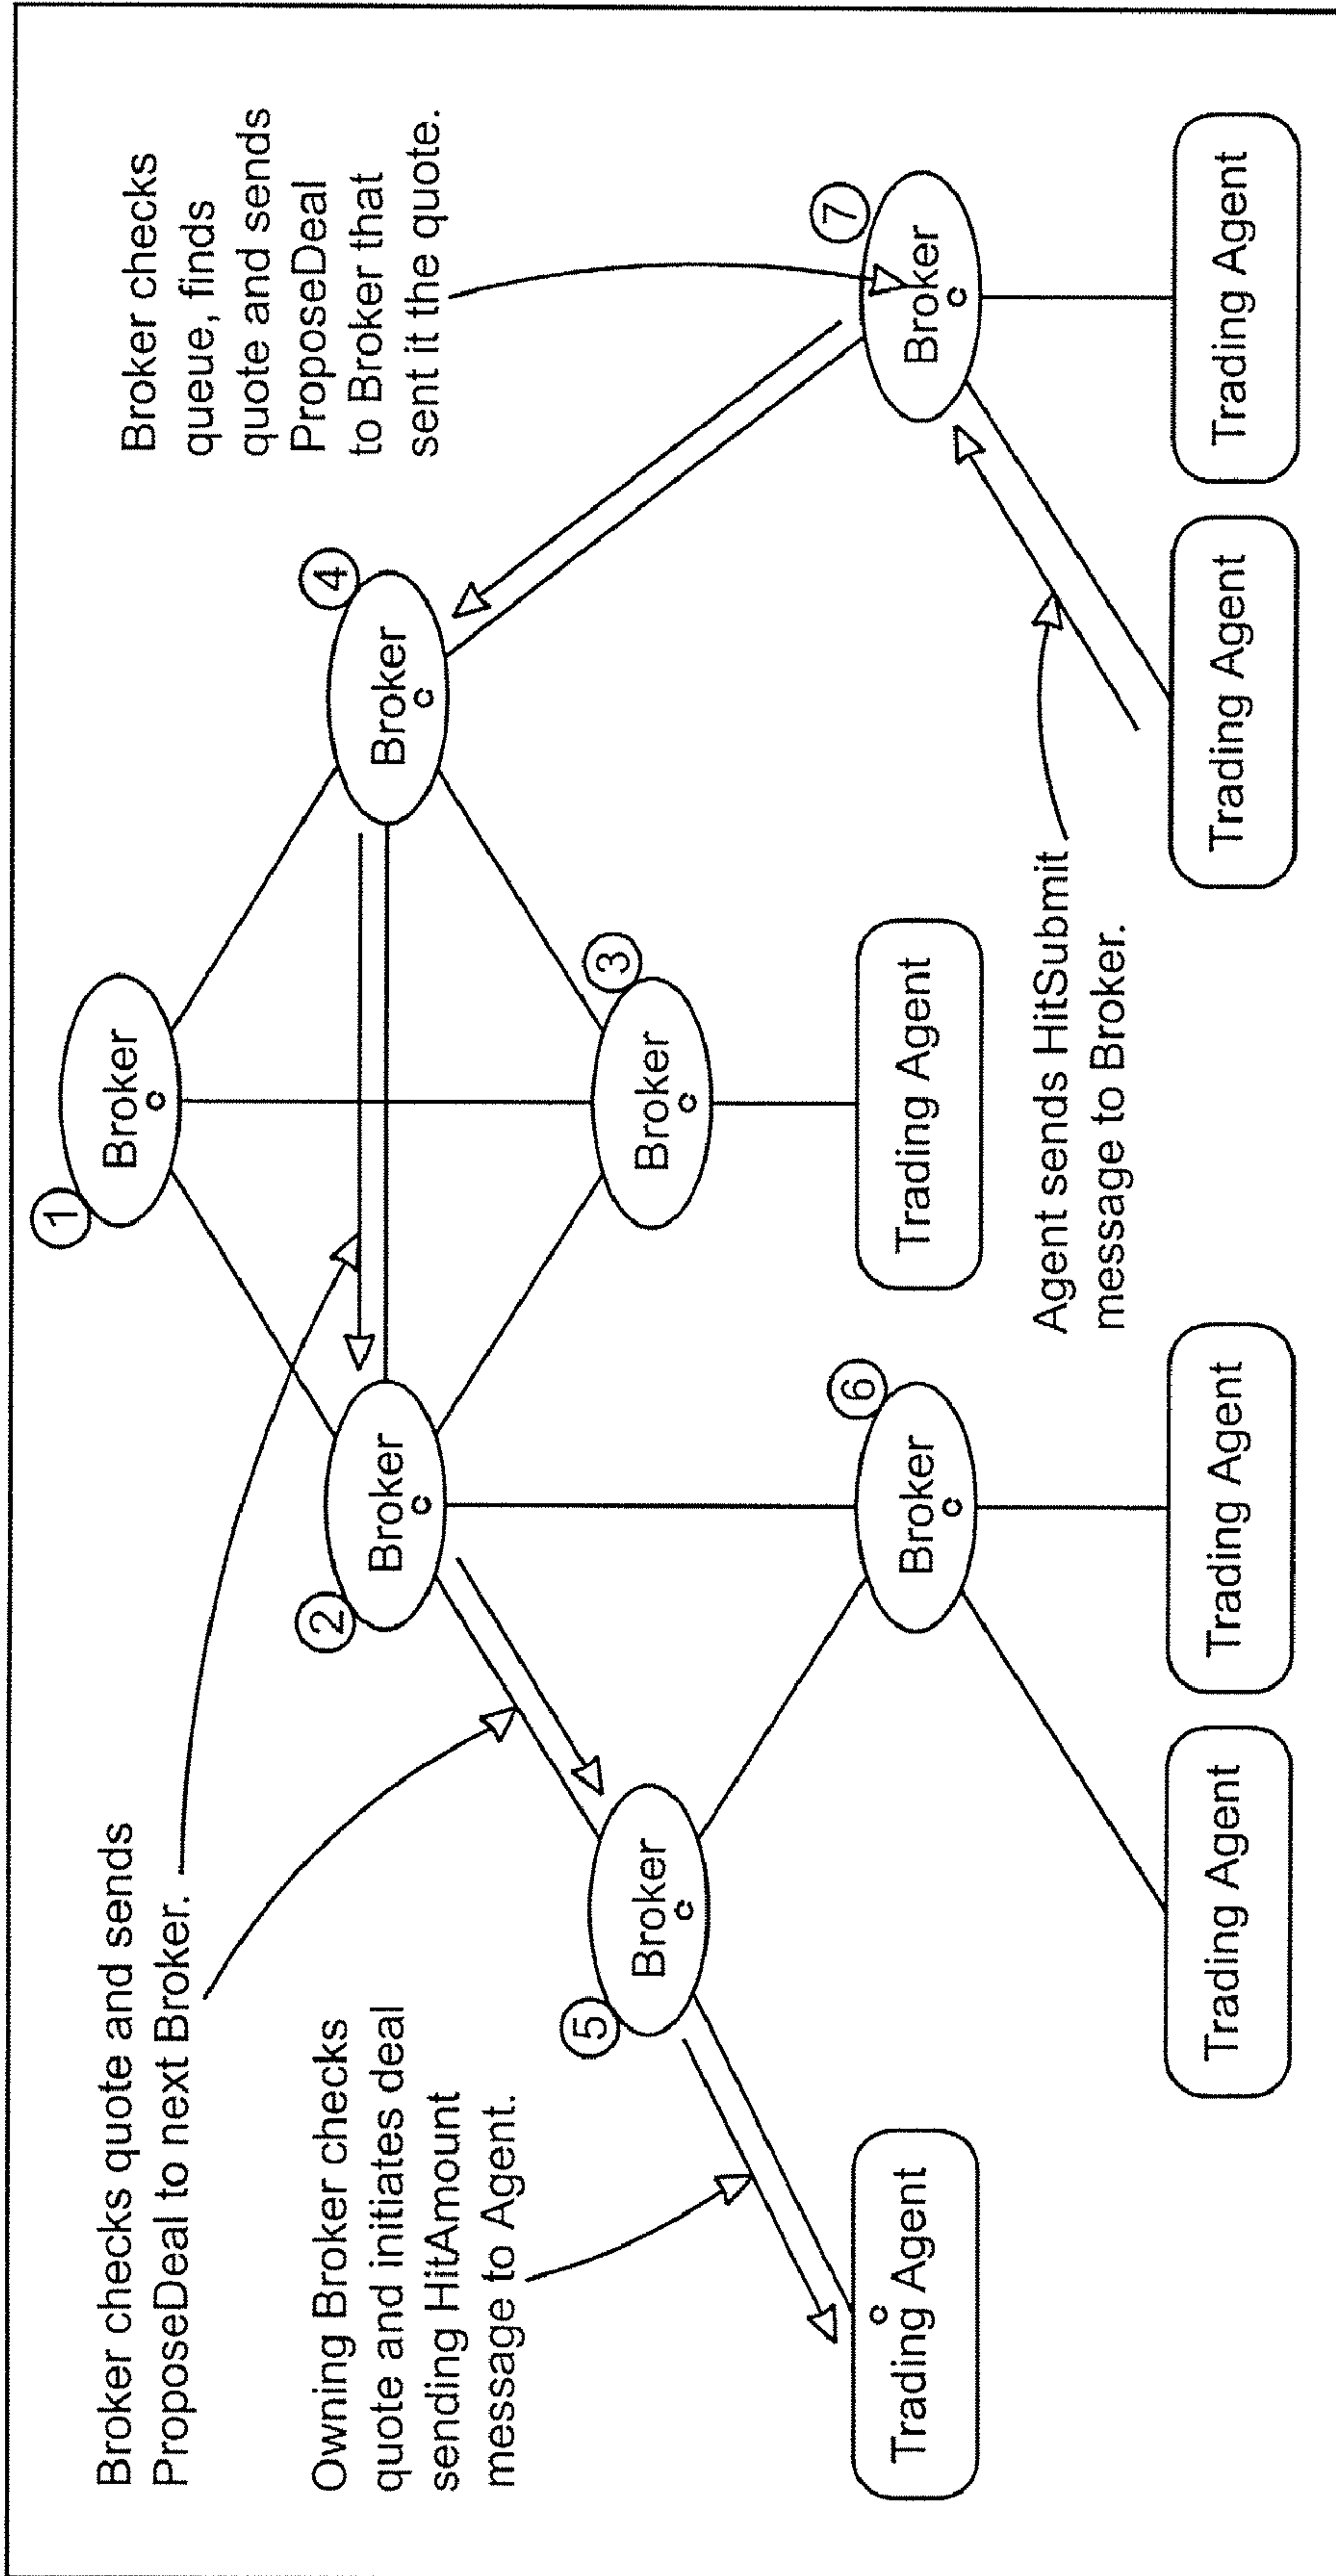 Broker checks quote and sends
ProposeDeal to next Broker.
1
Broker
c
Broker checks
queue, finds
quote and sends
ProposeDeal
to Broker that
sent it the quote.
Owning Broker checks
quote and initiates deal
sending HitAmount
message to Agent.
2
Broker
c
4
Broker
c
5
Broker
c
3
Broker
c
6
Broker
c
7
Broker
c
c
Trading Agent
Trading Agent
Agent sends HitSubmit
message to Broker.
Trading Agent
Trading Agent
Trading Agent
Trading Agent